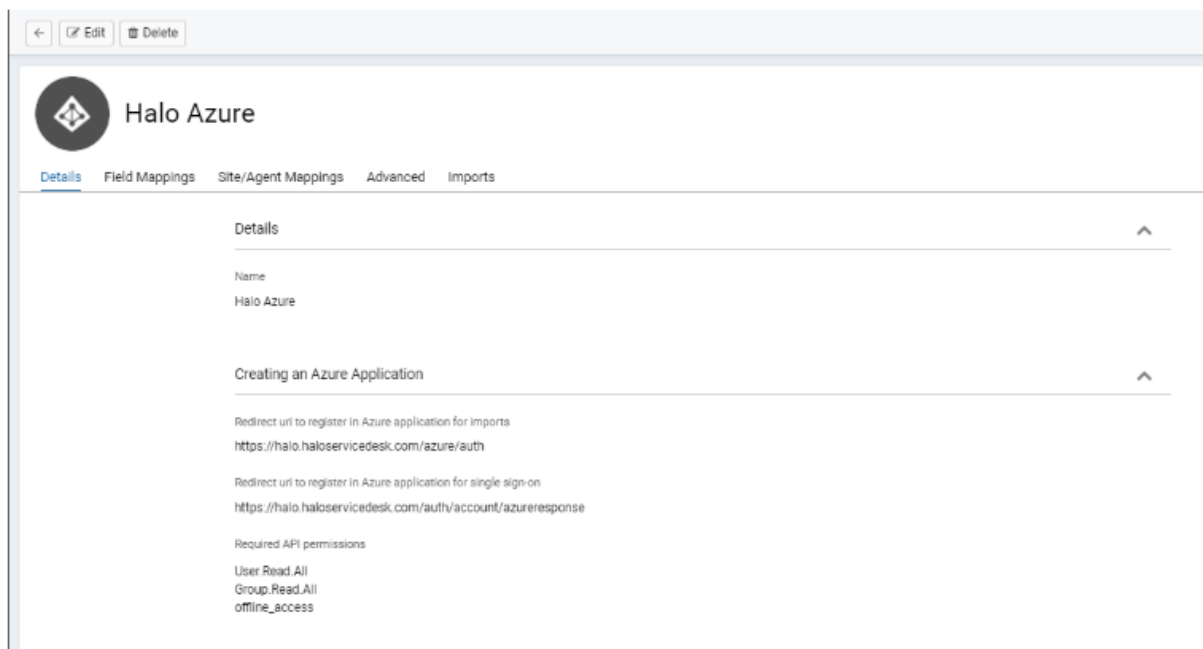 Edit Delete
Halo Azure
Details Field Mappings Site/Agent Mappings Advanced Imports
Details
Name
Halo Azure
Creating an Azure Application
Redirect uri to register in Azure application for imports
https://halo.haloservicedesk.com/azure/auth
Redirect uri to register in Azure application for single sign-on
https://halo.haloservicedesk.com/auth/account/azureresponse
Required API permissions
User.Read.All
Group.Read.All
offline_access